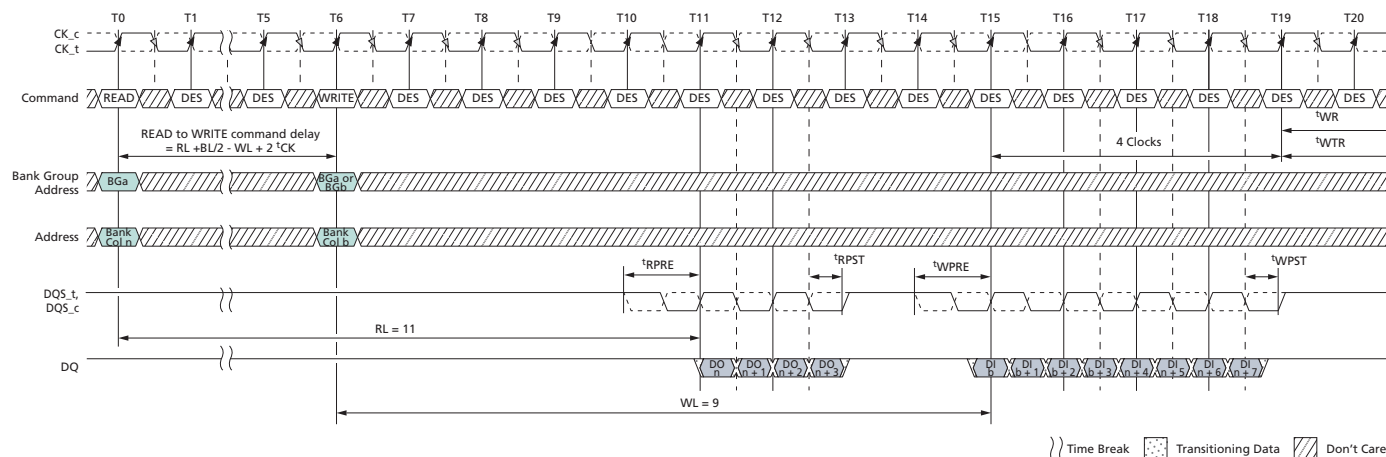 T0 T1 T5 T6 T7 T8 T9 T10 T11 T12 T13 T14 T15 T16 T17 T18 T19 T20
CK_c
CK_t
Command READ DES DES WRITE DES DES DES DES DES DES DES DES DES DES DES DES DES DES
tWR
READ to WRITE command delay
= RL +BL/2 - WL + 2 tCK
4 Clocks
tWTR
Bank Group
Address
BGa
BGa or
BGb
Address
Bank
Col n
Bank
Col b
tRPRE tRPST tWPRE tWPST
DQS_t,
DQS_c
RL = 11
DQ
DO
n
DO
n + 1
DO
n + 2
DO
n + 3
DI
b
DI
b + 1
DI
b + 2
DI
b + 3
DI
n + 4
DI
n + 5
DI
n + 6
DI
n + 7
WL = 9
Time Break Transitioning Data Don't Care